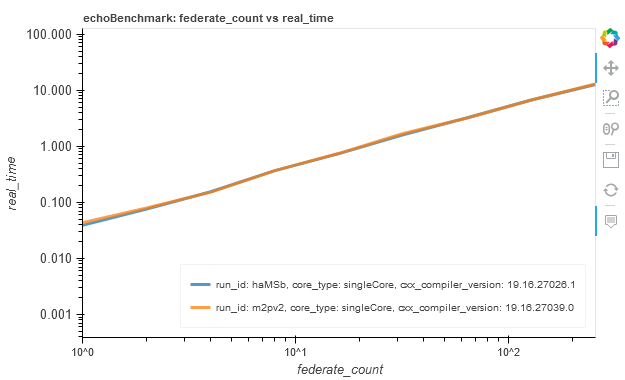 echoBenchmark: federate_count vs real_time
100.000
10.000
1.000
0.100
0.010
0.001
real_time
run_id: haMSb, core_type: singleCore, cxx_compiler_version: 19.16.27026.1
run_id: m2pv2, core_type: singleCore, cxx_compiler_version: 19.16.27039.0
10^0
10^1
10^2
federate_count